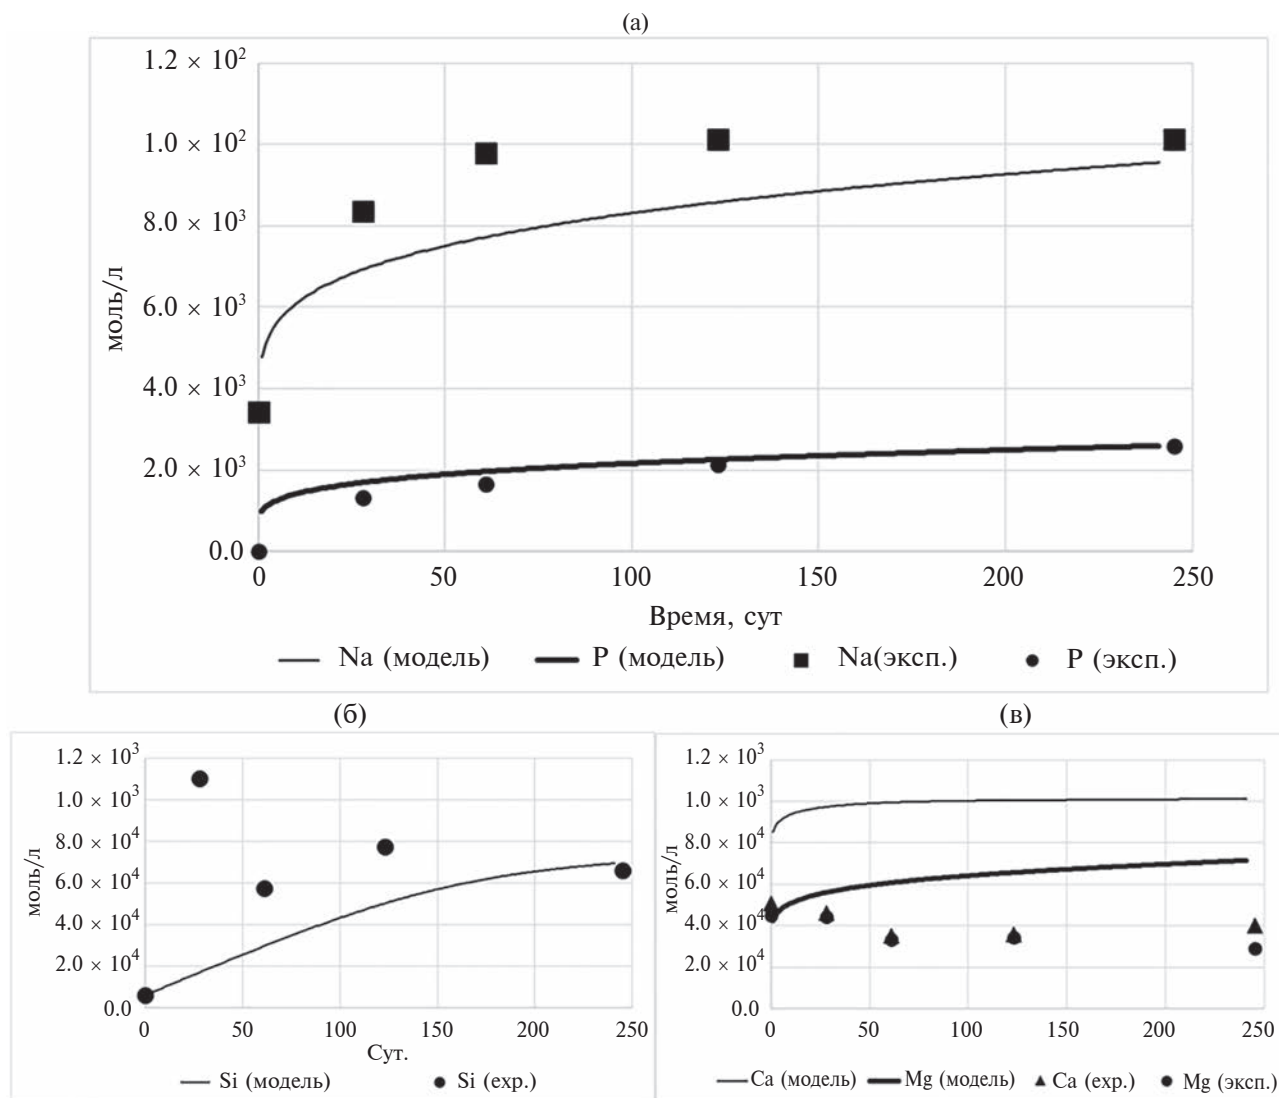 (а)
1.2 × 10²
1.0 × 10²
8.0 × 10³
6.0 × 10³
4.0 × 10³
2.0 × 10³
0.0
моль/л
0 50 100 150 200 250
Время, сут
Na (модель) P (модель) Na(эксп.) P (эксп.)
(б)
1.2 × 10³
1.0 × 10³
8.0 × 10⁴
6.0 × 10⁴
4.0 × 10⁴
2.0 × 10⁴
0.0
моль/л
0 50 100 150 200 250
Сут.
Si (модель) Si (exp.)
(в)
1.2 × 10³
1.0 × 10³
8.0 × 10⁴
6.0 × 10⁴
4.0 × 10⁴
2.0 × 10⁴
0.0
моль/л
0 50 100 150 200 250
Ca (модель) Mg (модель) Ca (exp.) Mg (эксп.)